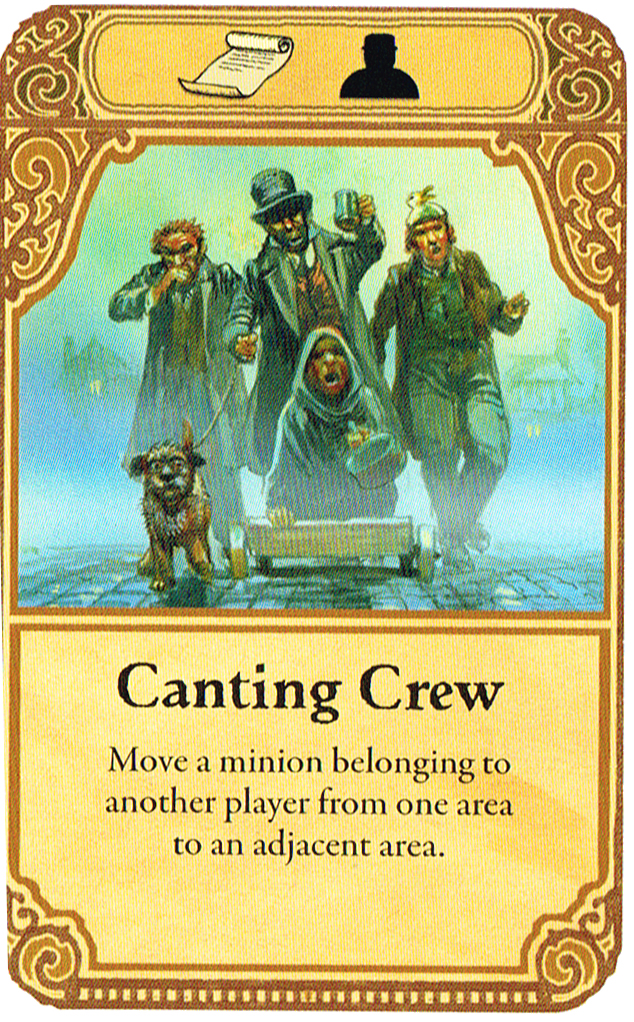 Canting Crew
Move a minion belonging to
another player from one area
to an adjacent area.